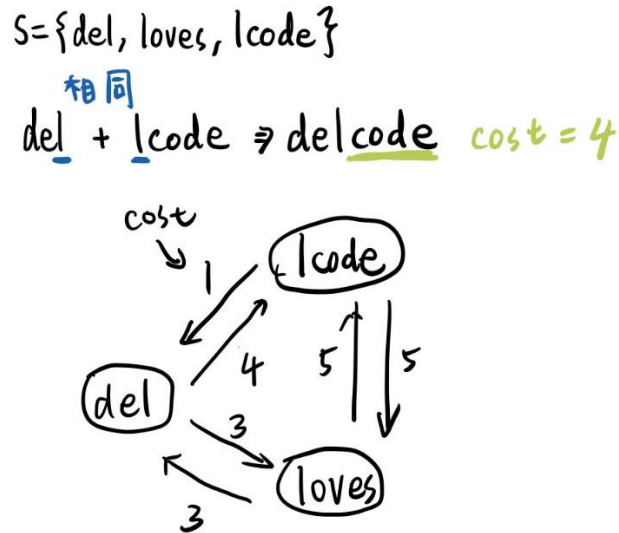 S={del, loves, lcode}
相同
del + lcode ⇒ delcode cost = 4
cost
1
lcode
4
5
5
del
3
loves
3